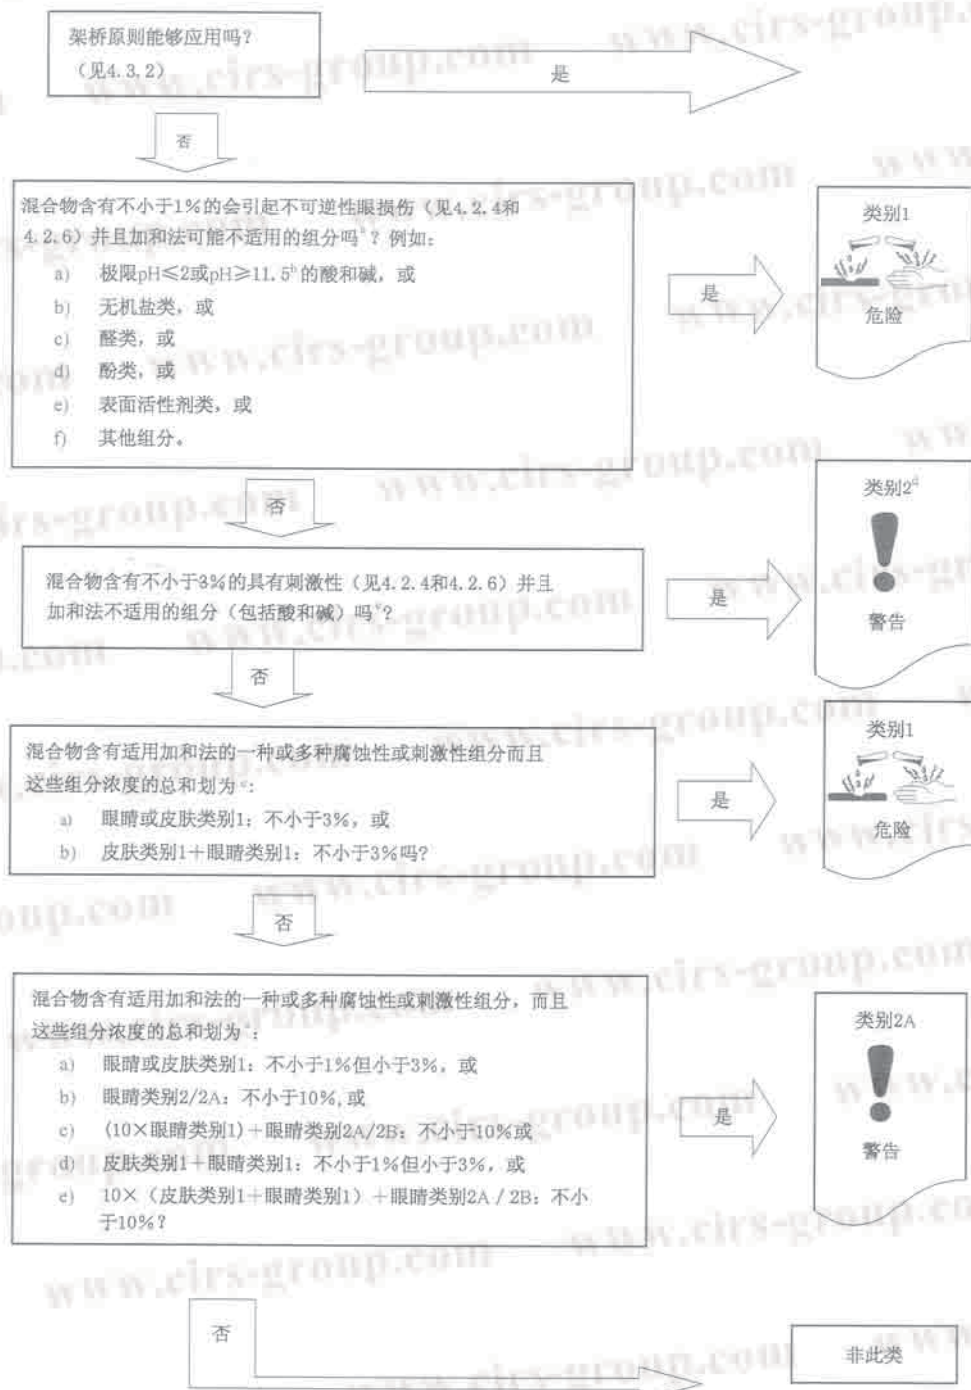 架桥原则能够应用吗?
(见4.3.2)
是
否
混合物含有不小于1%的会引起不可逆性眼损伤(见4.2.4和
4.2.6)并且加和法可能不适用的组分吗ª? 例如:
a) 极限pH≤2或pH≥11.5ᵇ的酸和碱,或
b) 无机盐类,或
c) 醛类,或
d) 酚类,或
e) 表面活性剂类,或
f) 其他组分。
是
类别1
危险
否
混合物含有不小于3%的具有刺激性(见4.2.4和4.2.6)并且
加和法不适用的组分(包括酸和碱)吗?
是
类别2ᵈ
警告
否
混合物含有适用加和法的一种或多种腐蚀性或刺激性组分而且
这些组分浓度的总和划为:
a) 眼睛或皮肤类别1:不小于3%,或
b) 皮肤类别1+眼睛类别1:不小于3%吗?
是
类别1
危险
否
混合物含有适用加和法的一种或多种腐蚀性或刺激性组分,而且
这些组分浓度的总和划为:
a) 眼睛或皮肤类别1:不小于1%但小于3%,或
b) 眼睛类别2/2A:不小于10%,或
c) (10×眼睛类别1)+眼睛类别2A/2B:不小于10%或
d) 皮肤类别1+眼睛类别1:不小于1%但小于3%,或
e) 10×(皮肤类别1+眼睛类别1)+眼睛类别2A/2B:不小
于10%?
是
类别2A
警告
否
非此类
www.cirs-group.com